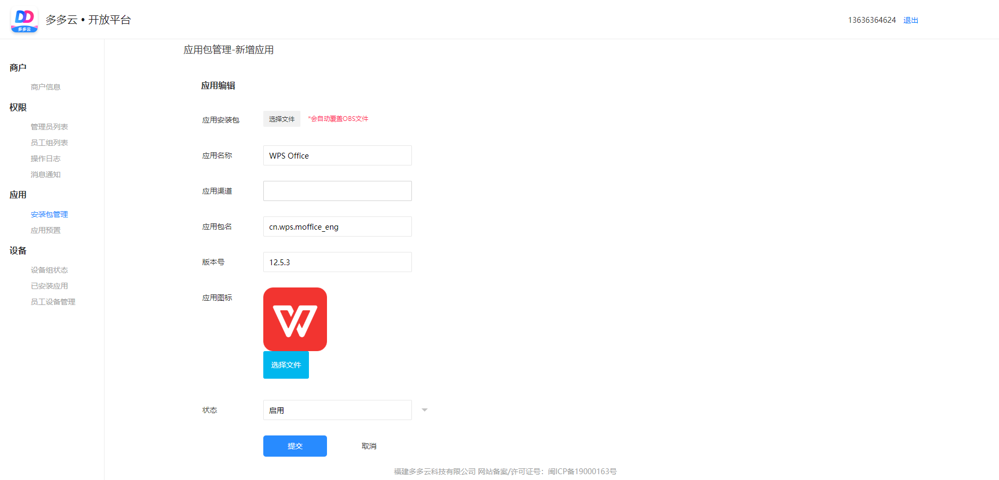 多多云
多多云 • 开放平台
13636364624 退出
商户
商户信息
权限
管理员列表
员工组列表
操作日志
消息通知
应用
安装包管理
应用预置
设备
设备组状态
已安装应用
员工设备管理
应用包管理-新增应用
应用编辑
应用安装包 选择文件 *会自动覆盖OBS文件
应用名称 WPS Office
应用渠道
应用包名 cn.wps.moffice_eng
版本号 12.5.3
应用图标
选择文件
状态 启用
提交 取消
福建多多云科技有限公司 网站备案/许可证号：闽ICP备19000163号